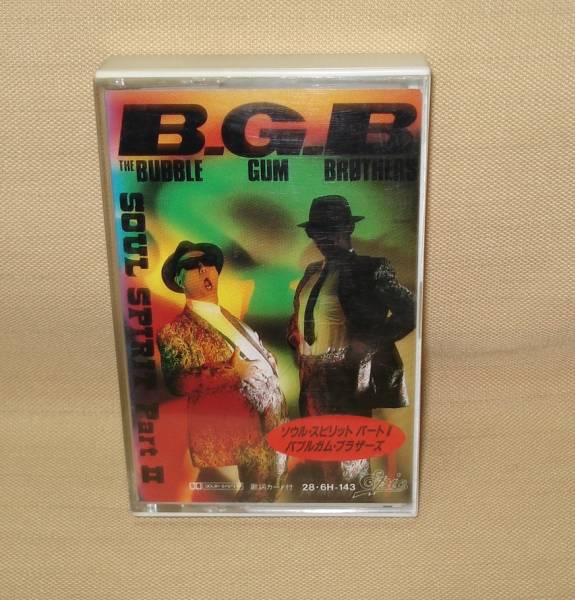 B.G.B
THE BUBBLE GUM BRØTHERS
SOUL SPIRIT Part II
ソウル・スピリット パートⅡ
バブルガム・ブラザーズ
歌詞カード付 28・6H-143
Epic